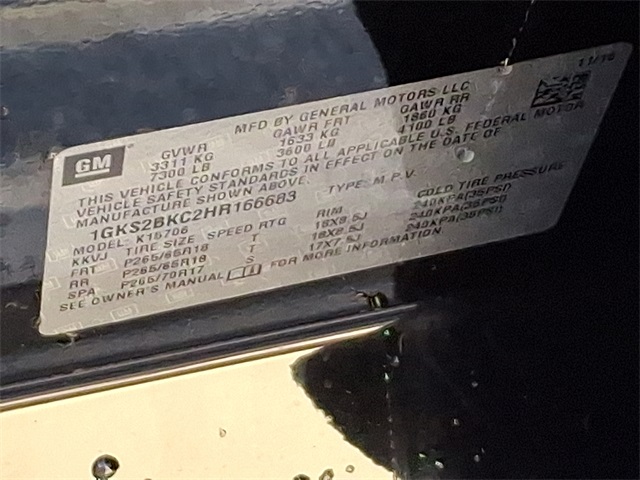 11/16
GM
MFD BY GENERAL MOTORS LLC
GVWR GAWR FRT GAWR RR
3311 KG 1633 KG 1860 KG
7300 LB 3600 LB 4100 LB
THIS VEHICLE CONFORMS TO ALL APPLICABLE U.S. FEDERAL MOTOR
VEHICLE SAFETY STANDARDS IN EFFECT ON THE DATE OF
MANUFACTURE SHOWN ABOVE.
1GKS2BKC2HR166683 TYPE: M.P.V.
MODEL: K15706
KKVJ TIRE SIZE SPEED RTG RIM COLD TIRE PRESSURE
FRT P265/65R18 T 18X8.5J 240KPA(35PSI)
RR P265/65R18 T 18X8.5J 240KPA(35PSI)
SPA P265/70R17 S 17X7.5J 240KPA(35PSI)
SEE OWNER'S MANUAL FOR MORE INFORMATION